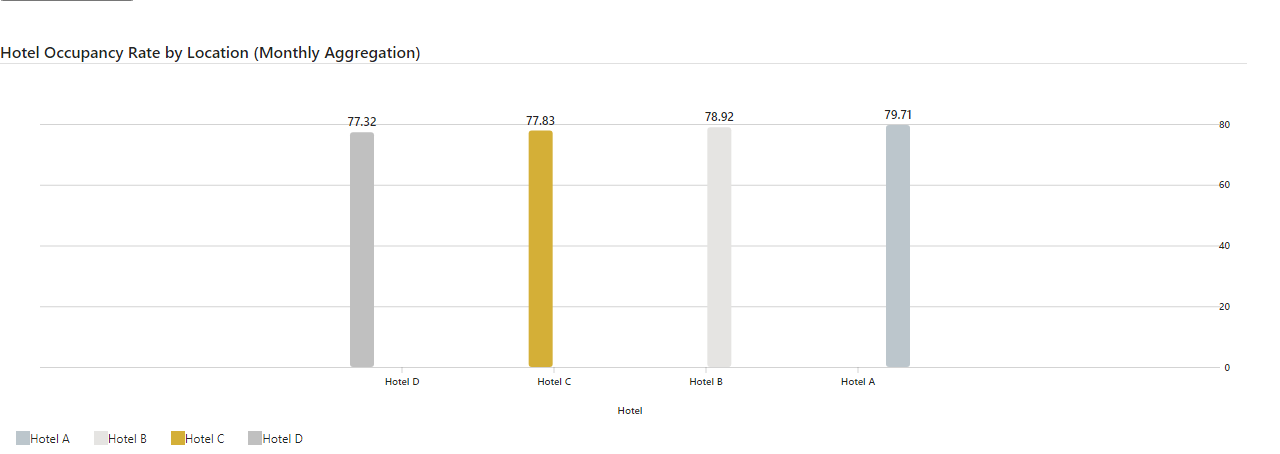 Hotel Occupancy Rate by Location (Monthly Aggregation)
77.32
77.83
78.92
79.71
80
60
40
20
0
Hotel D
Hotel C
Hotel B
Hotel A
Hotel
Hotel A
Hotel B
Hotel C
Hotel D